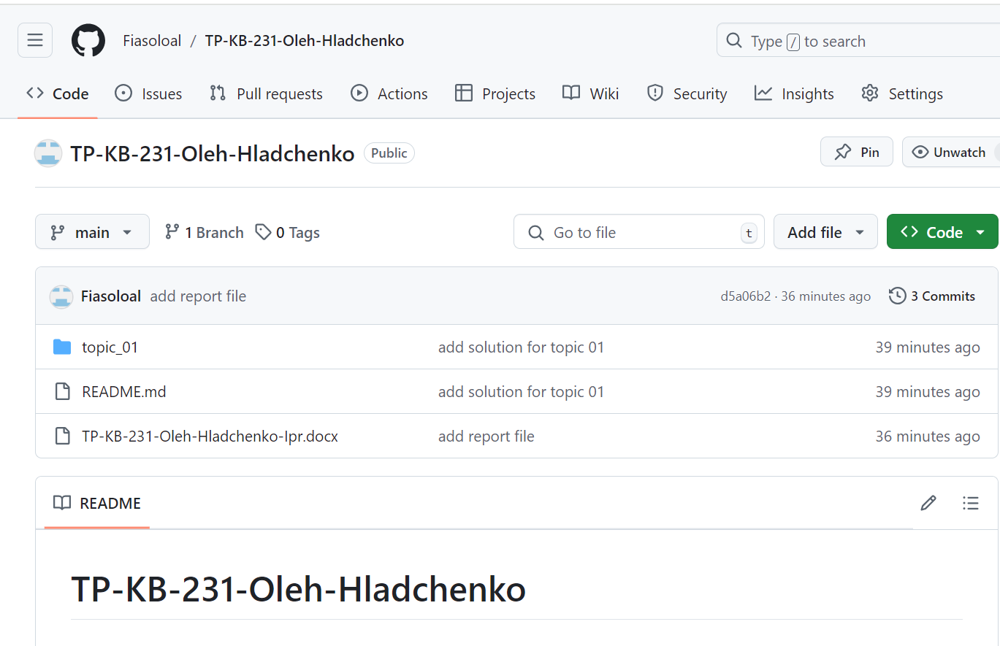 Fiasoloal / TP-KB-231-Oleh-Hladchenko
Type / to search
Code Issues Pull requests Actions Projects Wiki Security Insights Settings
TP-KB-231-Oleh-Hladchenko Public
Pin Unwatch
main 1 Branch 0 Tags
Go to file t Add file Code
Fiasoloal add report file d5a06b2 · 36 minutes ago 3 Commits
topic_01 add solution for topic 01 39 minutes ago
README.md add solution for topic 01 39 minutes ago
TP-KB-231-Oleh-Hladchenko-lpr.docx add report file 36 minutes ago
README
TP-KB-231-Oleh-Hladchenko